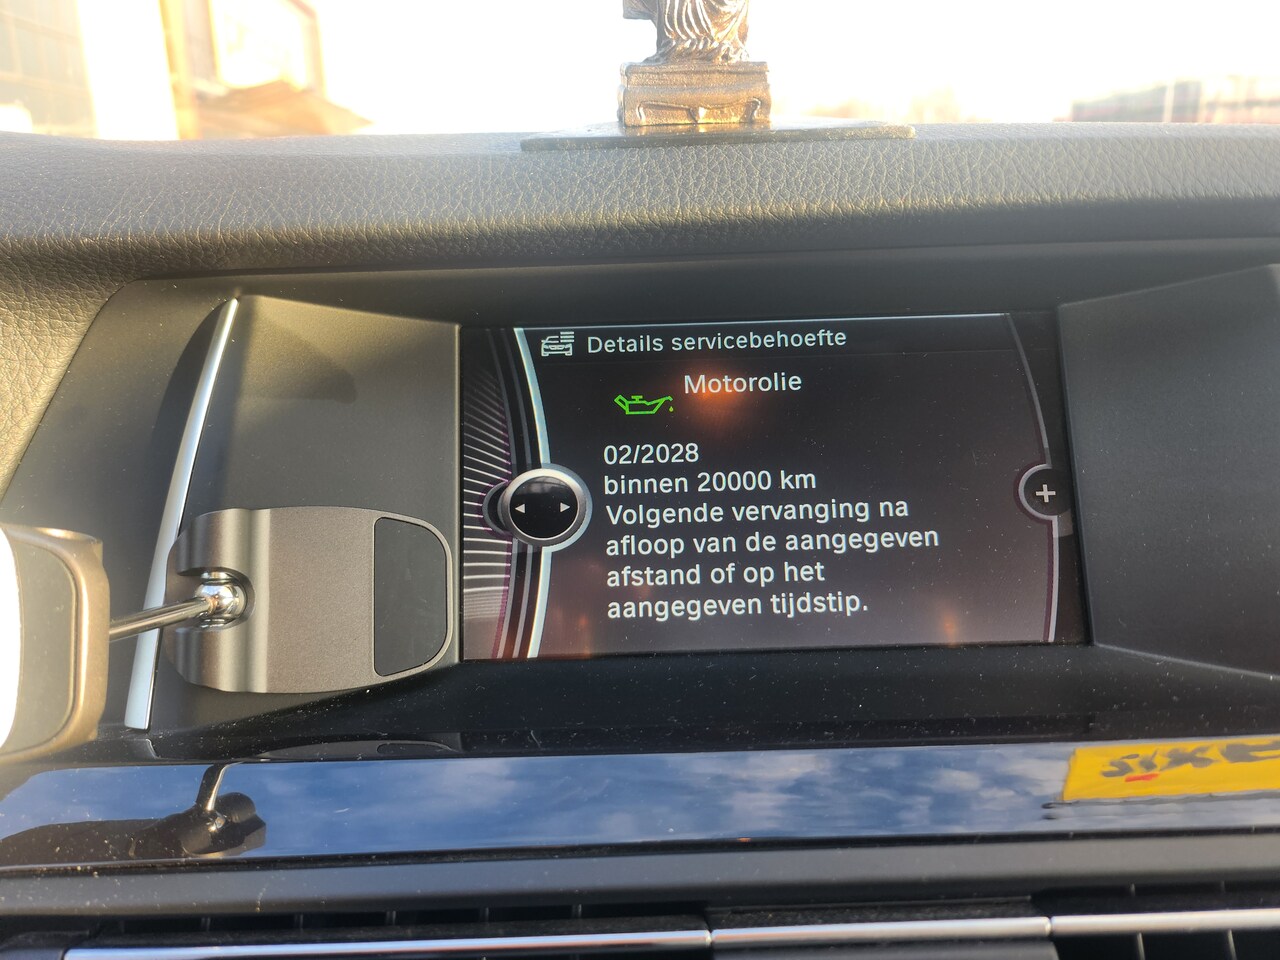 Details servicebehoefte
Motorolie
02/2028
binnen 20000 km
Volgende vervanging na
afloop van de aangegeven
afstand of op het
aangegeven tijdstip.